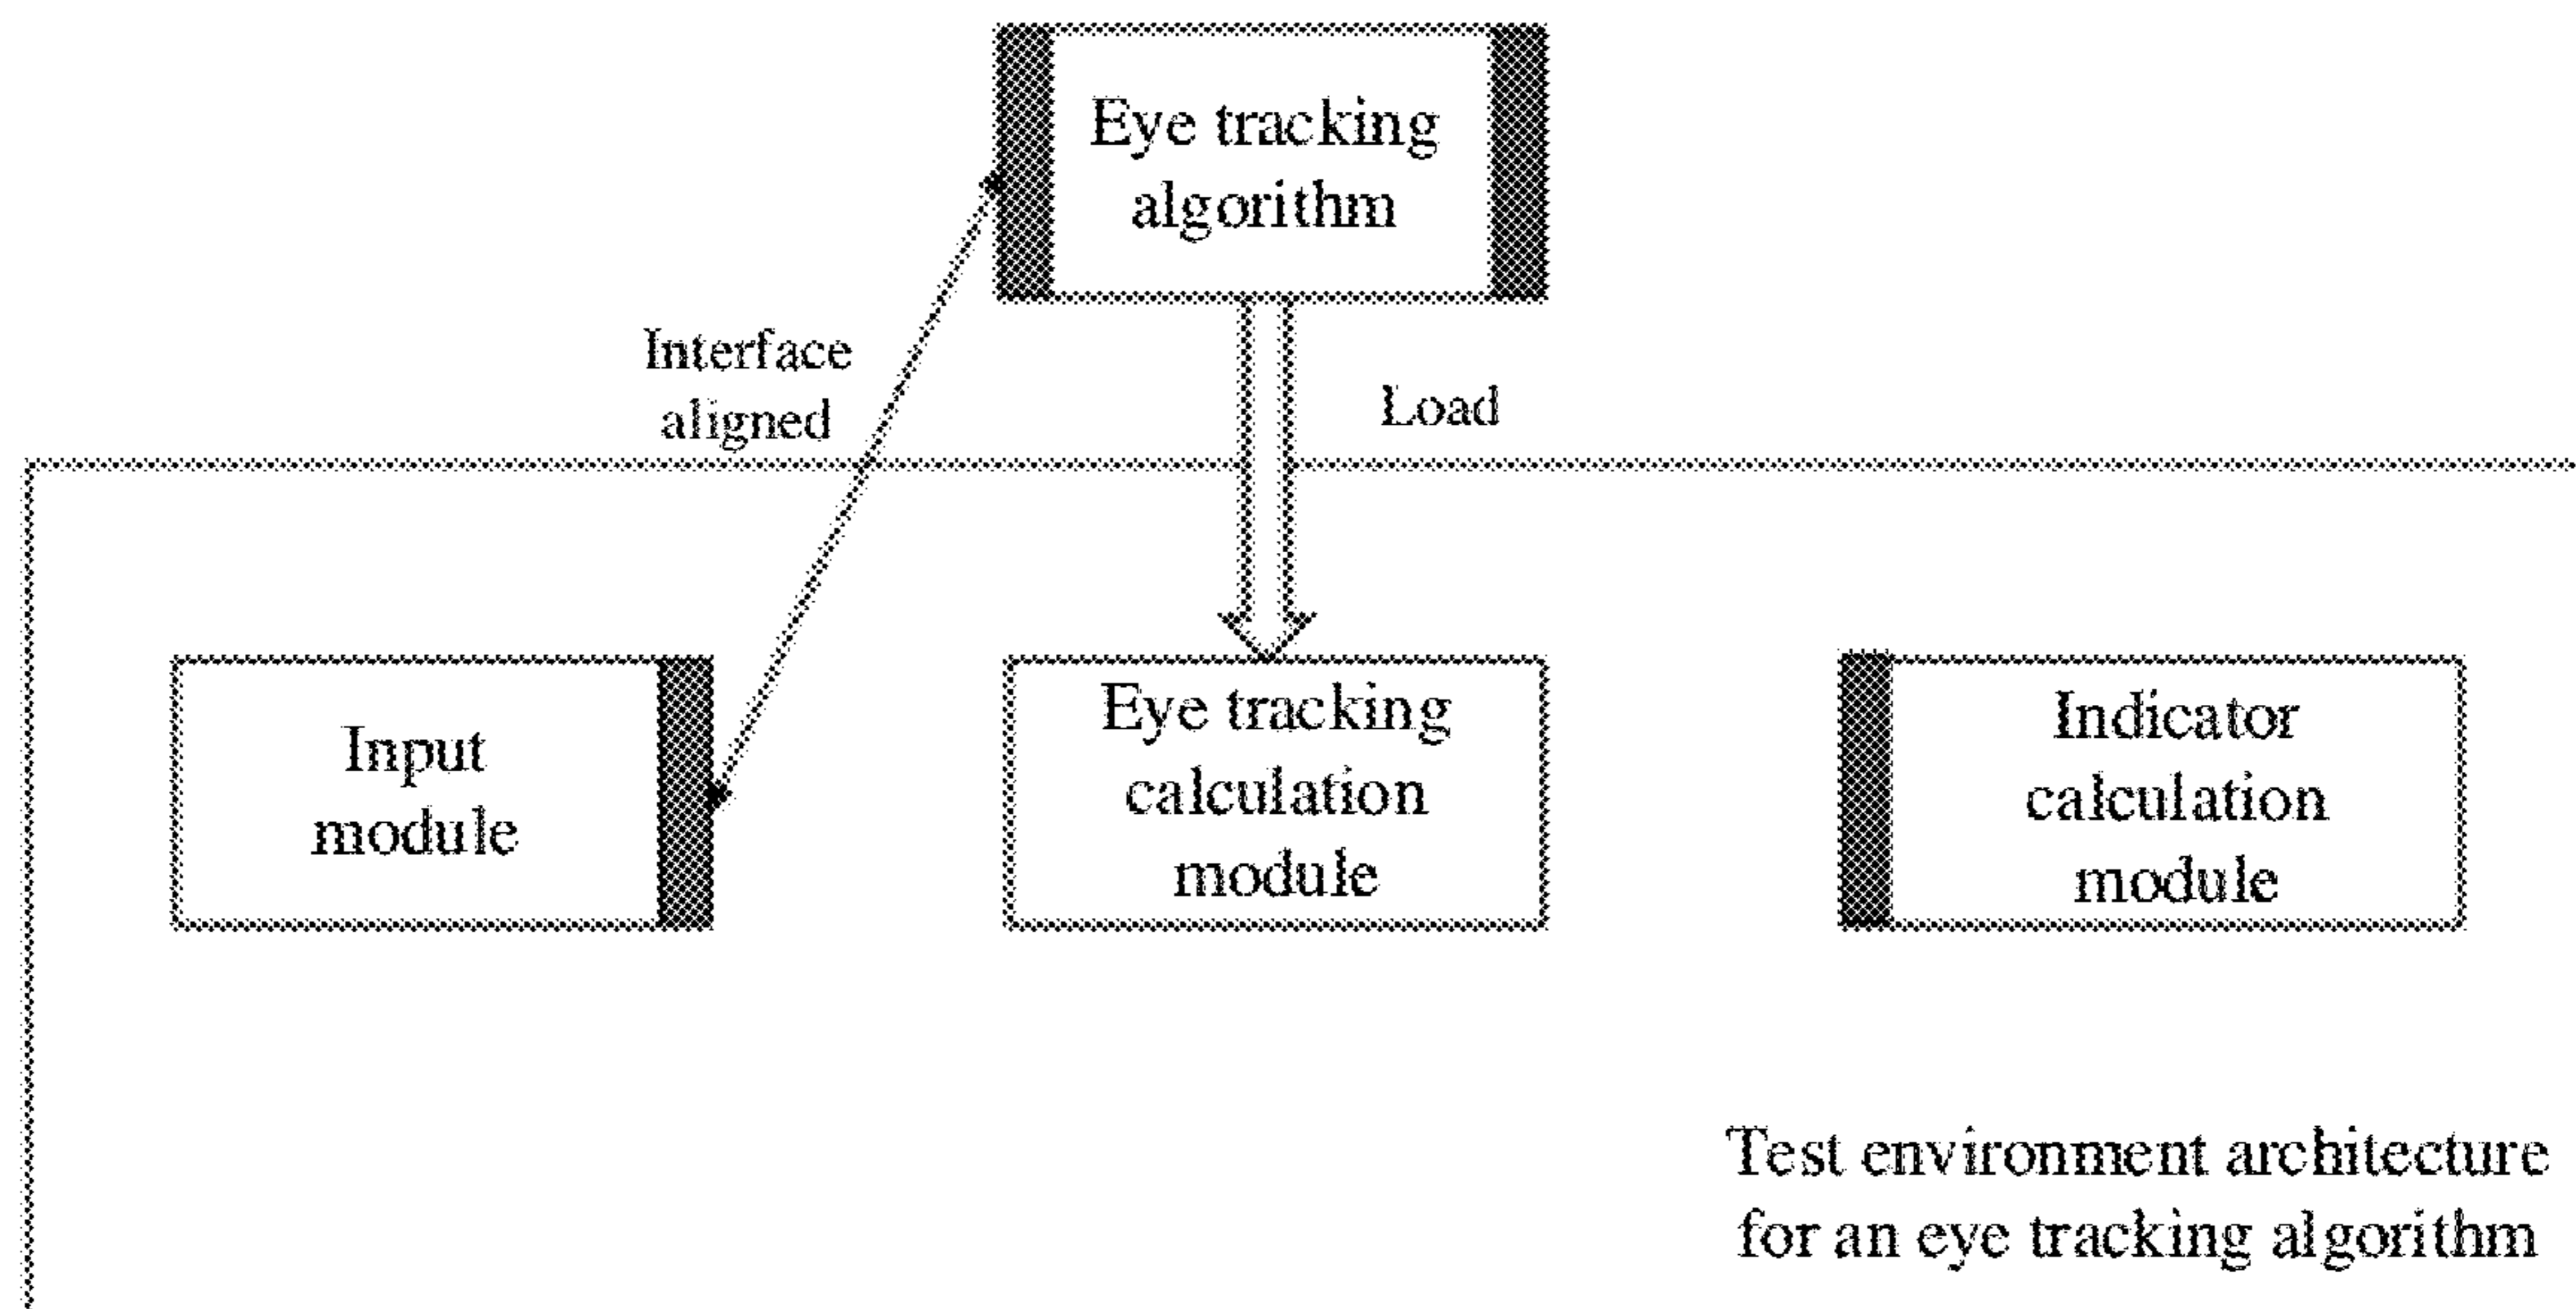 Eye tracking
algorithm
Interface
aligned
Load
Input
module
Eye tracking
calculation
module
Indicator
calculation
module
Test environment architecture
for an eye tracking algorithm